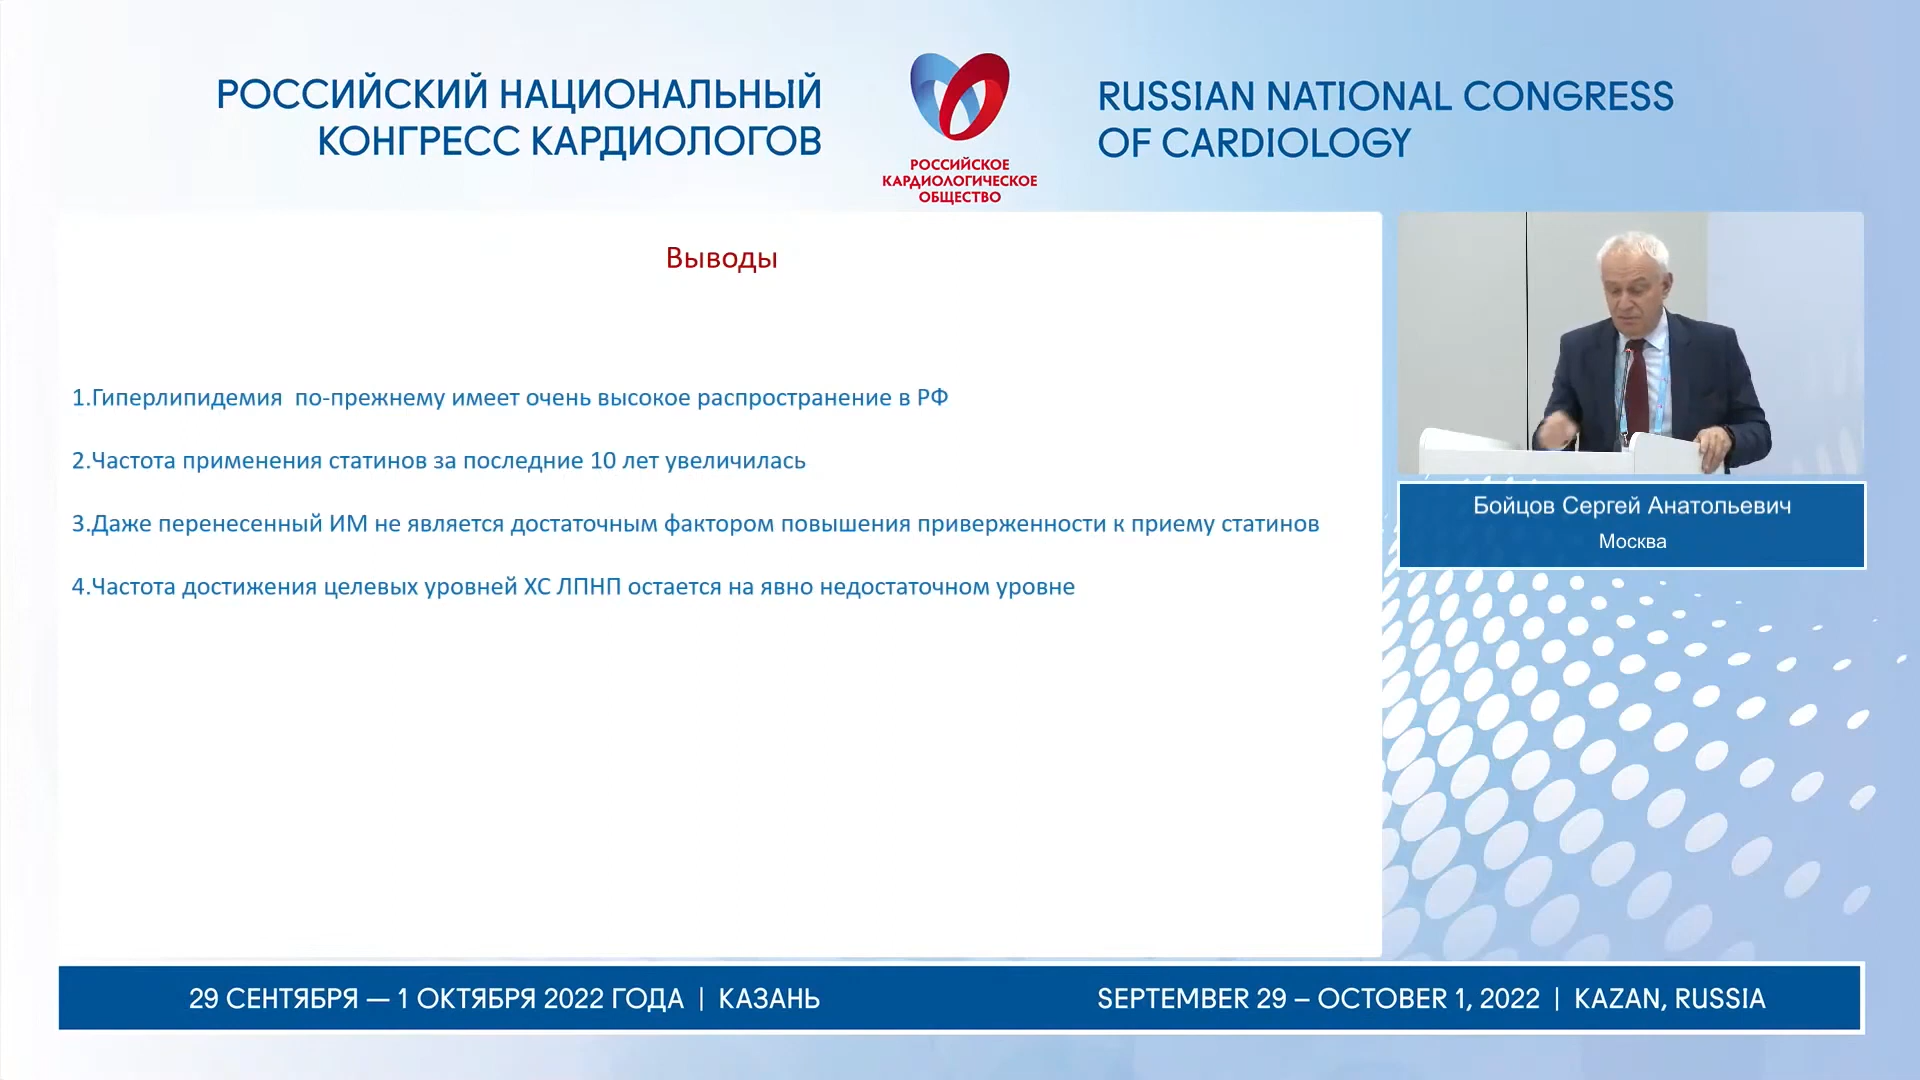 РОССИЙСКИЙ НАЦИОНАЛЬНЫЙ
КОНГРЕСС КАРДИОЛОГОВ
РОССИЙСКОЕ
КАРДИОЛОГИЧЕСКОЕ
ОБЩЕСТВО
RUSSIAN NATIONAL CONGRESS
OF CARDIOLOGY
Выводы
1.Гиперлипидемия  по-прежнему имеет очень высокое распространение в РФ
2.Частота применения статинов за последние 10 лет увеличилась
3.Даже перенесенный ИМ не является достаточным фактором повышения приверженности к приему статинов
4.Частота достижения целевых уровней ХС ЛПНП остается на явно недостаточном уровне
Бойцов Сергей Анатольевич
Москва
29 СЕНТЯБРЯ — 1 ОКТЯБРЯ 2022 ГОДА | КАЗАНЬ
SEPTEMBER 29 – OCTOBER 1, 2022 | KAZAN, RUSSIA